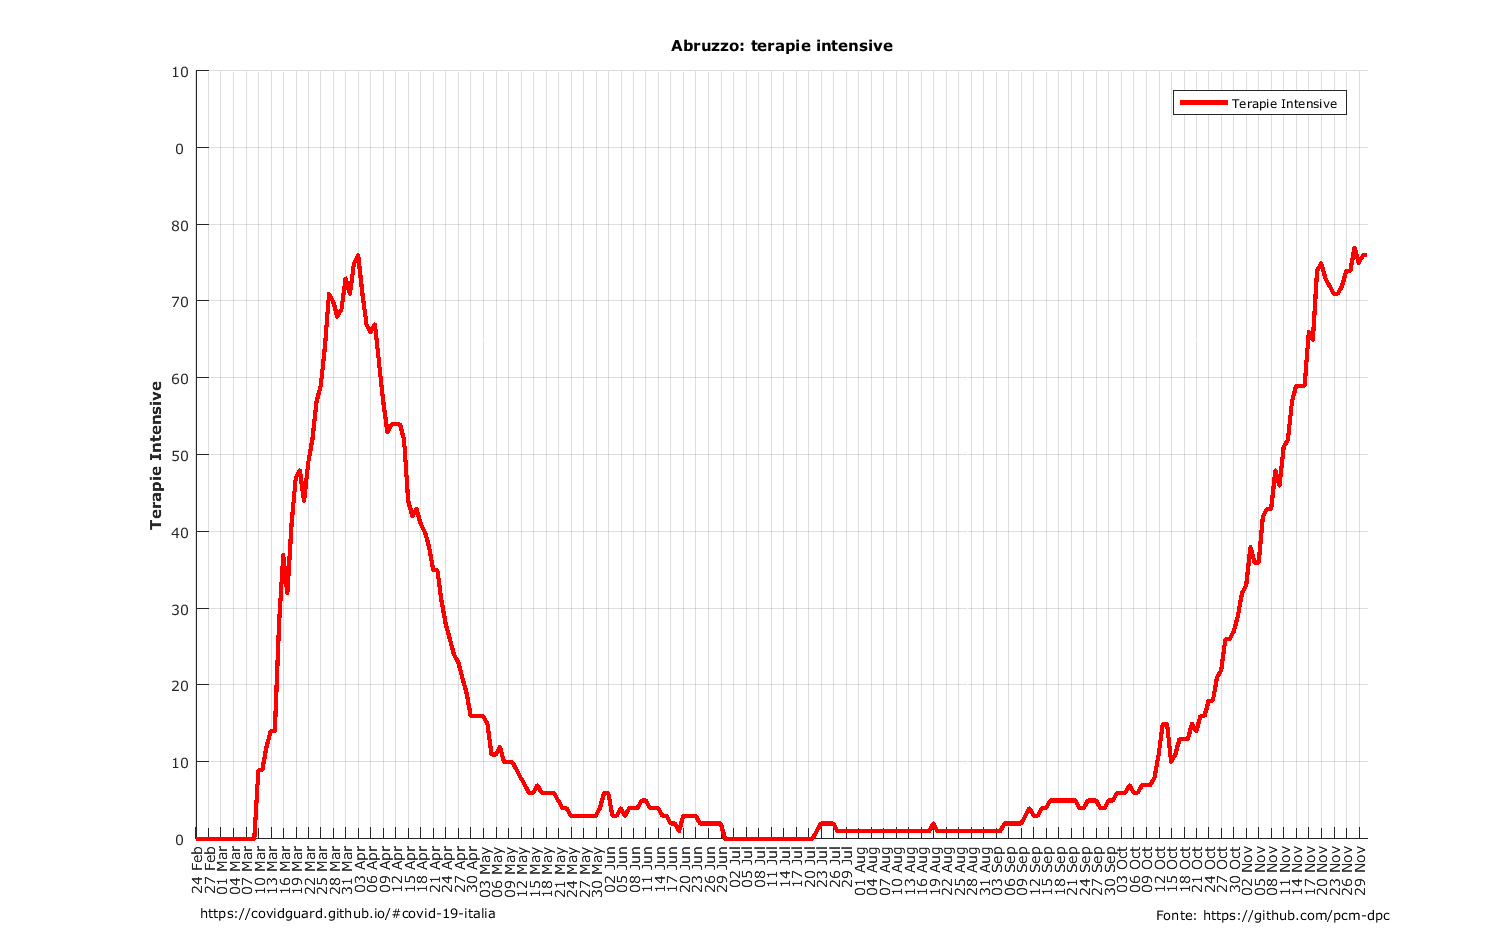 Abruzzo: terapie intensive
Terapie Intensive
10
0
80
70
60
50
40
30
20
10
0
Terapie Intensive
24 Feb
27 Feb
01 Mar
04 Mar
07 Mar
10 Mar
13 Mar
16 Mar
19 Mar
22 Mar
25 Mar
28 Mar
31 Mar
03 Apr
06 Apr
09 Apr
12 Apr
15 Apr
18 Apr
21 Apr
24 Apr
27 Apr
30 Apr
03 May
06 May
09 May
12 May
15 May
18 May
21 May
24 May
27 May
30 May
02 Jun
05 Jun
08 Jun
11 Jun
14 Jun
17 Jun
20 Jun
23 Jun
26 Jun
29 Jun
02 Jul
05 Jul
08 Jul
11 Jul
14 Jul
17 Jul
20 Jul
23 Jul
26 Jul
29 Jul
01 Aug
04 Aug
07 Aug
10 Aug
13 Aug
16 Aug
19 Aug
22 Aug
25 Aug
28 Aug
31 Aug
03 Sep
06 Sep
09 Sep
12 Sep
15 Sep
18 Sep
21 Sep
24 Sep
27 Sep
30 Sep
03 Oct
06 Oct
09 Oct
12 Oct
15 Oct
18 Oct
21 Oct
24 Oct
27 Oct
30 Oct
02 Nov
05 Nov
08 Nov
11 Nov
14 Nov
17 Nov
20 Nov
23 Nov
26 Nov
29 Nov
https://covidguard.github.io/#covid-19-italia
Fonte: https://github.com/pcm-dpc